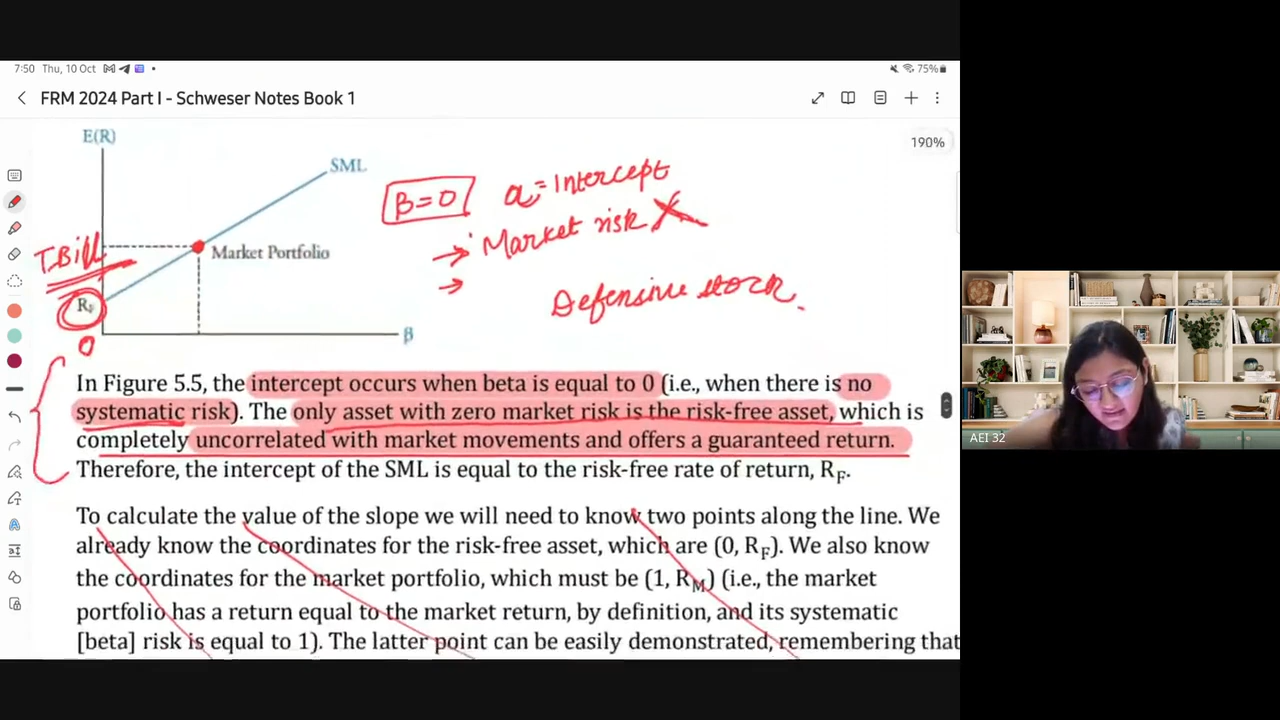 7:50 Thu, 10 Oct
75%
FRM 2024 Part I - Schweser Notes Book 1
190%
E(R)
SML
β = 0
a = Intercept
→ Market risk
T.Bill
Market Portfolio
RF
→
Defensive stock.
β
0
In Figure 5.5, the intercept occurs when beta is equal to 0 (i.e., when there is no
systematic risk). The only asset with zero market risk is the risk-free asset, which is
completely uncorrelated with market movements and offers a guaranteed return.
Therefore, the intercept of the SML is equal to the risk-free rate of return, RF.
To calculate the value of the slope we will need to know two points along the line. We
already know the coordinates for the risk-free asset, which are (0, RF). We also know
the coordinates for the market portfolio, which must be (1, RM) (i.e., the market
portfolio has a return equal to the market return, by definition, and its systematic
[beta] risk is equal to 1). The latter point can be easily demonstrated, remembering that
AEI 32